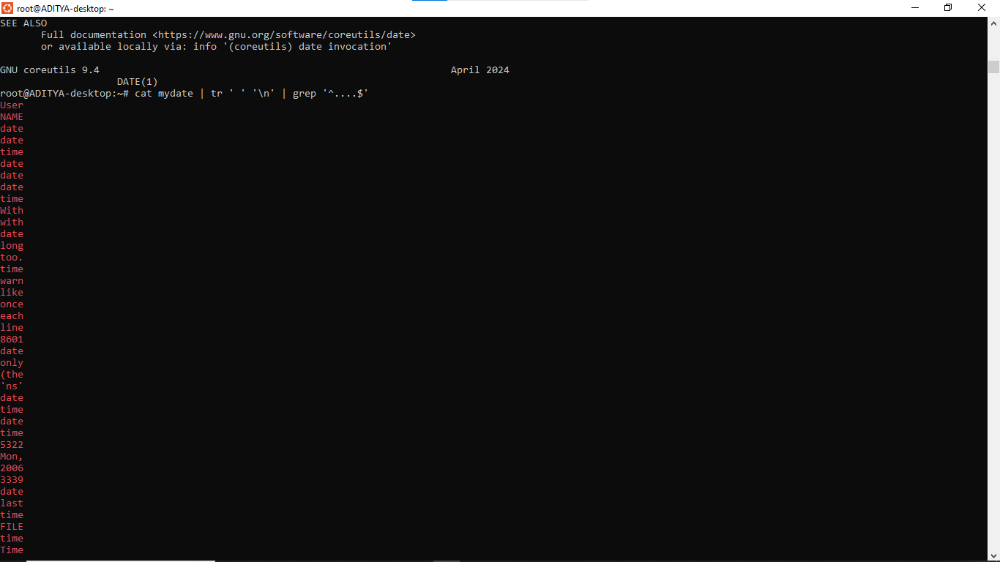 root@ADITYA-desktop: ~
SEE ALSO
Full documentation <https://www.gnu.org/software/coreutils/date>
or available locally via: info '(coreutils) date invocation'
GNU coreutils 9.4 April 2024
DATE(1)
root@ADITYA-desktop:~# cat mydate | tr ' ' '\n' | grep '^....$'
User
NAME
date
date
time
date
date
date
time
With
with
date
long
too.
time
warn
like
once
each
line
8601
date
only
(the
'ns'
date
time
date
time
5322
Mon,
2006
3339
date
last
time
FILE
time
Time